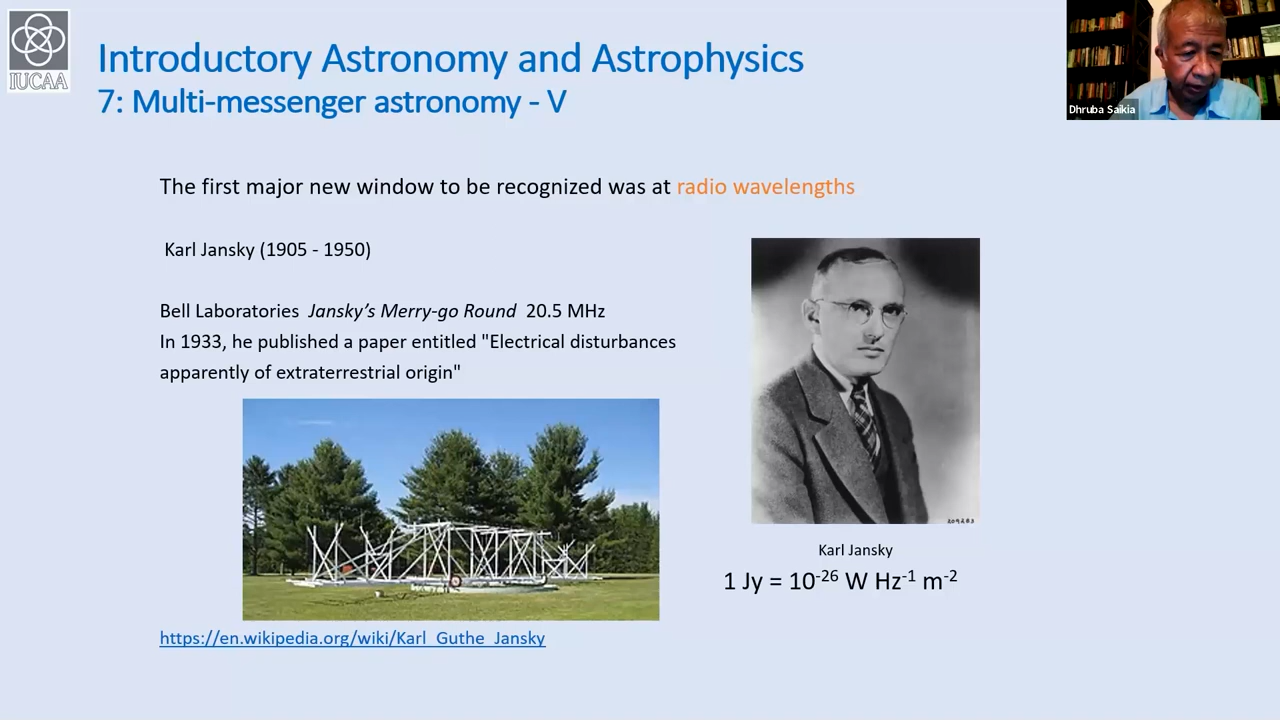 IUCAA
Introductory Astronomy and Astrophysics
7: Multi-messenger astronomy - V
Dhruba Saikia
The first major new window to be recognized was at radio wavelengths
Karl Jansky (1905 - 1950)
Bell Laboratories Jansky's Merry-go Round 20.5 MHz
In 1933, he published a paper entitled "Electrical disturbances
apparently of extraterrestrial origin"
Karl Jansky
1 Jy = 10⁻²⁶ W Hz⁻¹ m⁻²
https://en.wikipedia.org/wiki/Karl_Guthe_Jansky